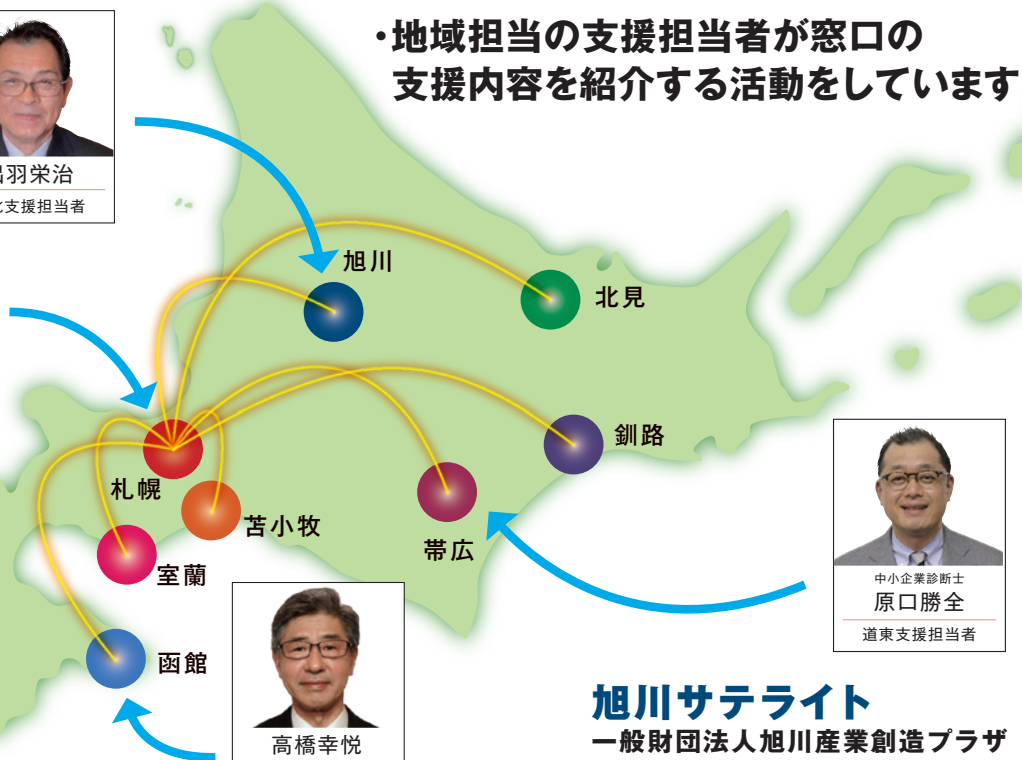 ・地域担当の支援担当者が窓口の
支援内容を紹介する活動をしています
羽栄治
支援担当者
旭川
北見
釧路
札幌
苫小牧
帯広
室蘭
函館
中小企業診断士
原口勝全
道東支援担当者
高橋幸悦
旭川サテライト
一般財団法人旭川産業創造プラザ